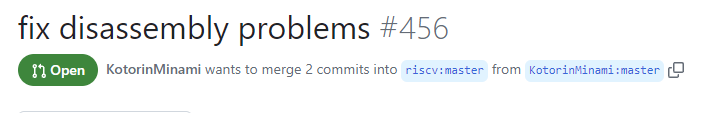 fix disassembly problems #456
Open KotorinMinami wants to merge 2 commits into riscv:master from KotorinMinami:master